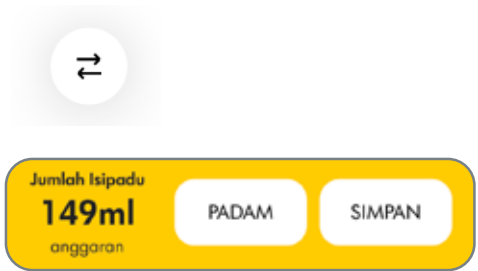 Jumlah Isipadu
149ml
anggaran
PADAM
SIMPAN